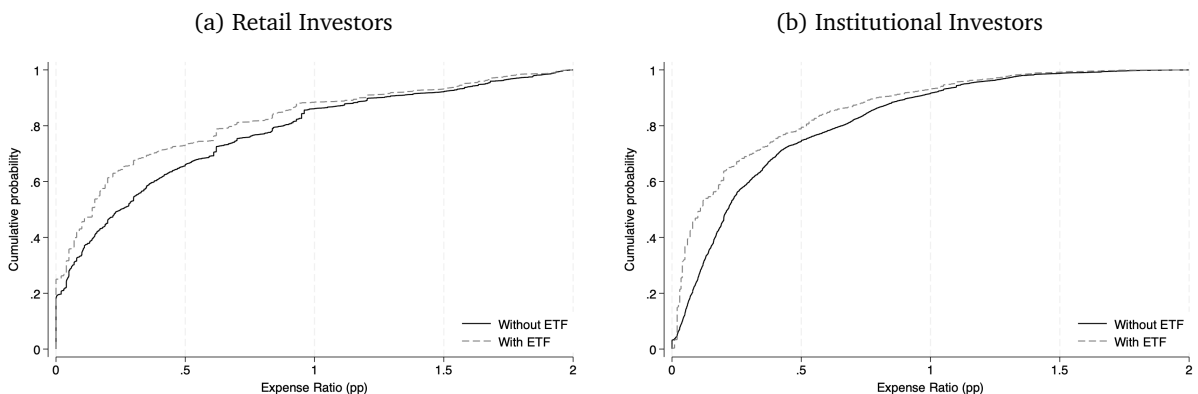 (a) Retail Investors
1
.8
.6
.4
.2
0
Cumulative probability
0 .5 1 1.5 2
Expense Ratio (pp)
Without ETF
With ETF
(b) Institutional Investors
1
.8
.6
.4
.2
0
Cumulative probability
0 .5 1 1.5 2
Expense Ratio (pp)
Without ETF
With ETF